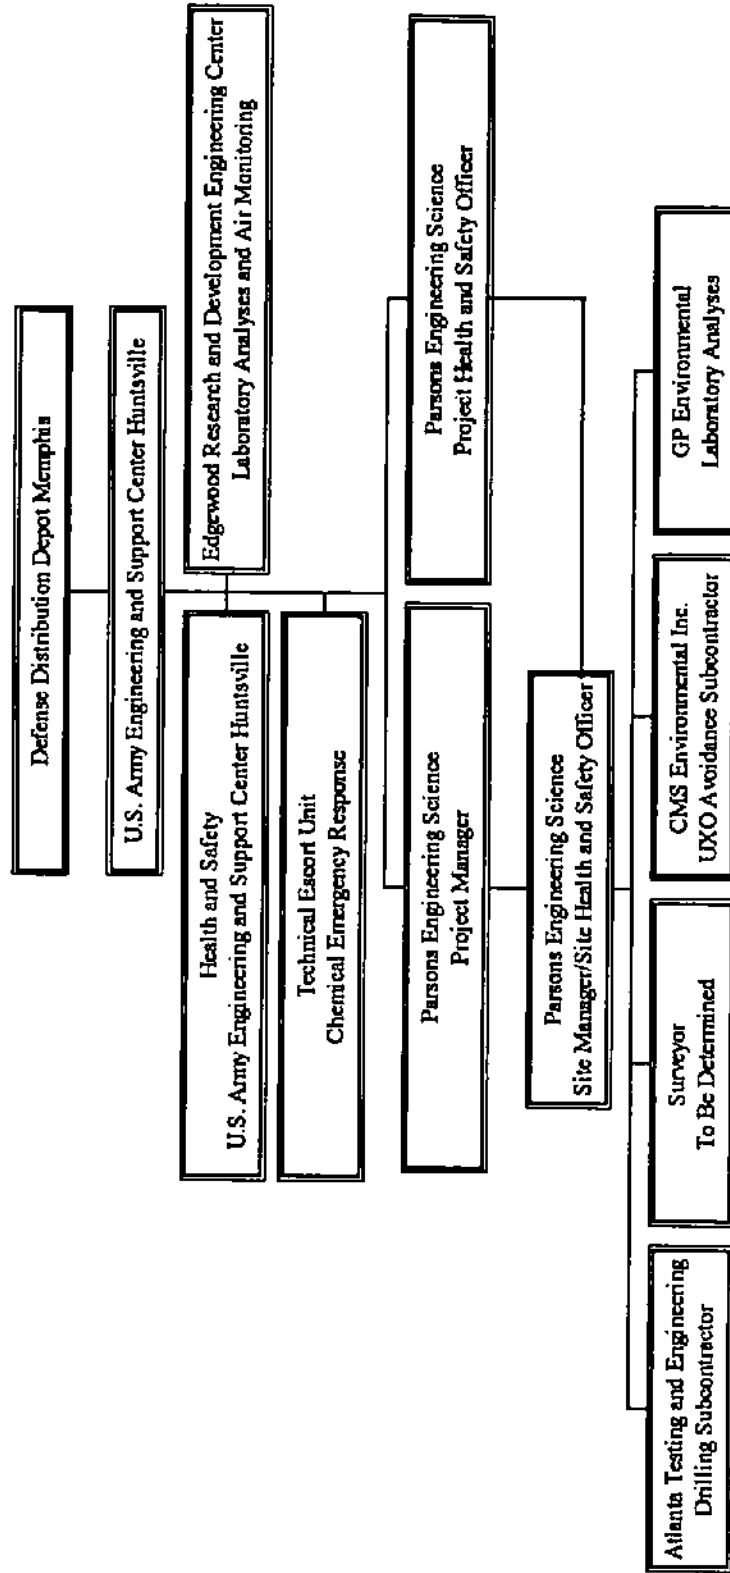 Defense Distribution Depot Memphis
U.S. Army Engineering and Support Center Huntsville
Health and Safety
U.S. Army Engineering and Support Center Huntsville
Edgewood Research and Development Engineering Center
Laboratory Analyses and Air Monitoring
Technical Escort Unit
Chemical Emergency Response
Parsons Engineering Science
Project Manager
Parsons Engineering Science
Project Health and Safety Officer
Parsons Engineering Science
Site Manager/Site Health and Safety Officer
Atlanta Testing and Engineering
Drilling Subcontractor
Surveyor
To Be Determined
CMS Environmental Inc.
UXO Avoidance Subcontractor
GP Environmental
Laboratory Analyses